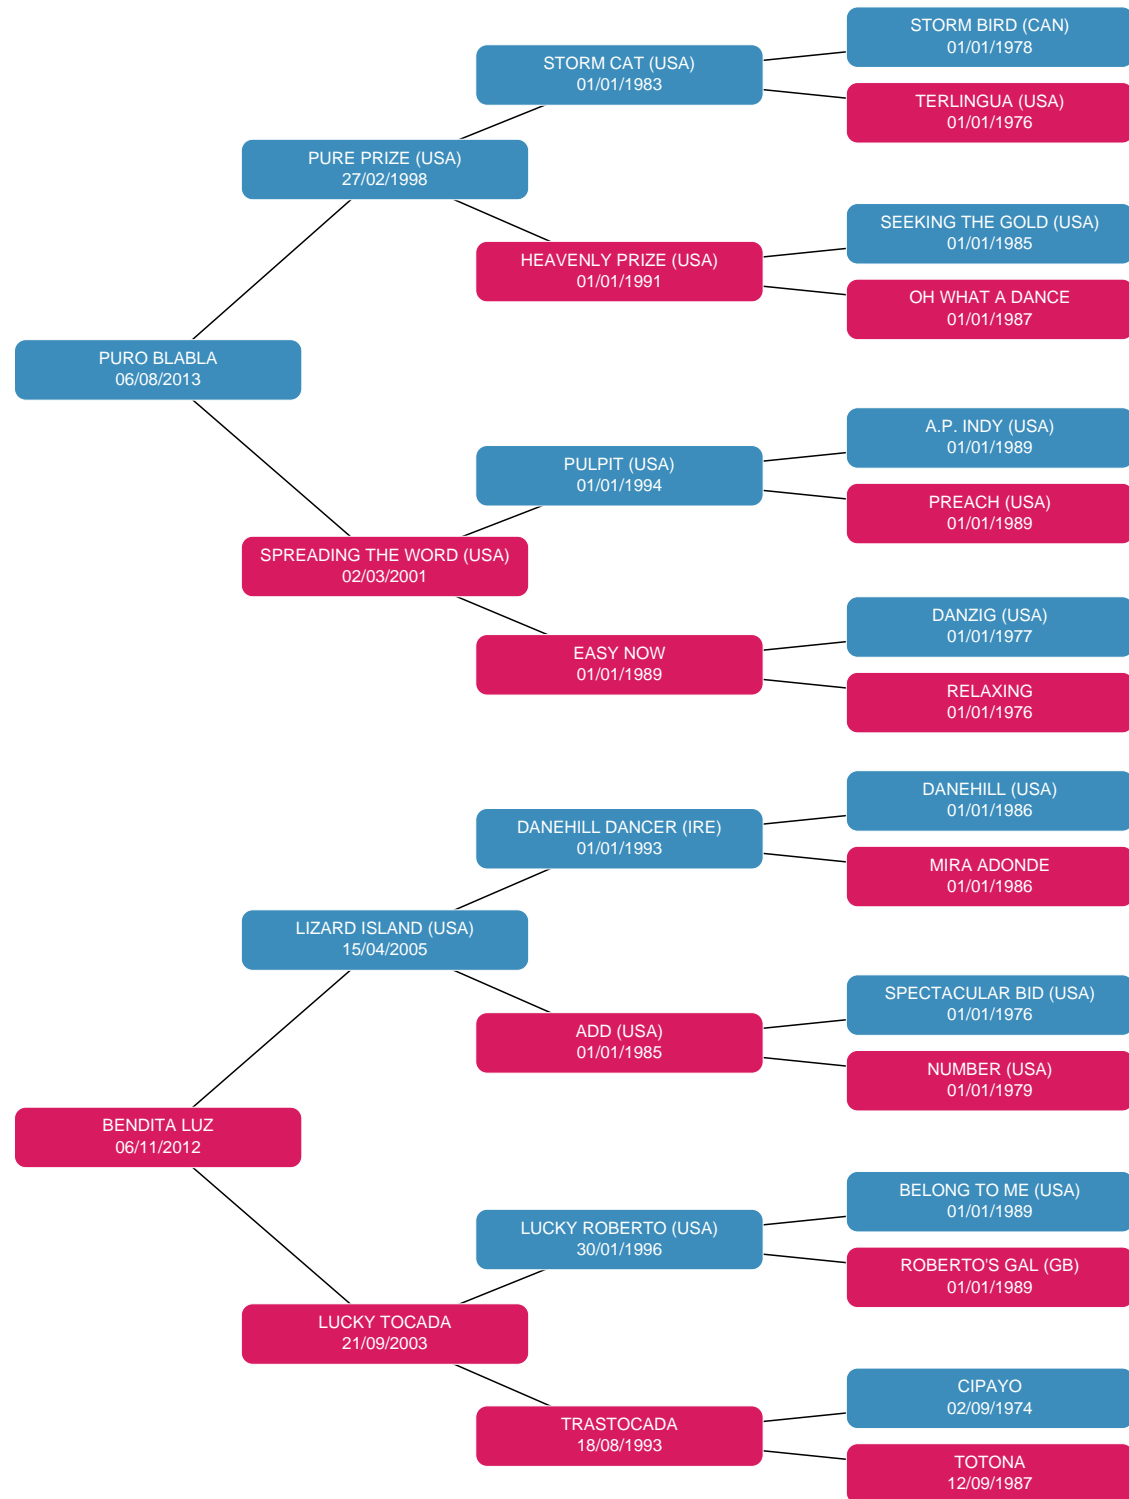 STORM BIRD (CAN)
01/01/1978
STORM CAT (USA)
01/01/1983
TERLINGUA (USA)
01/01/1976
PURE PRIZE (USA)
27/02/1998
SEEKING THE GOLD (USA)
01/01/1985
HEAVENLY PRIZE (USA)
01/01/1991
OH WHAT A DANCE
01/01/1987
PURO BLABLA
06/08/2013
A.P. INDY (USA)
01/01/1989
PULPIT (USA)
01/01/1994
PREACH (USA)
01/01/1989
SPREADING THE WORD (USA)
02/03/2001
DANZIG (USA)
01/01/1977
EASY NOW
01/01/1989
RELAXING
01/01/1976
DANEHILL (USA)
01/01/1986
DANEHILL DANCER (IRE)
01/01/1993
MIRA ADONDE
01/01/1986
LIZARD ISLAND (USA)
15/04/2005
SPECTACULAR BID (USA)
01/01/1976
ADD (USA)
01/01/1985
NUMBER (USA)
01/01/1979
BENDITA LUZ
06/11/2012
BELONG TO ME (USA)
01/01/1989
LUCKY ROBERTO (USA)
30/01/1996
ROBERTO'S GAL (GB)
01/01/1989
LUCKY TOCADA
21/09/2003
CIPAYO
02/09/1974
TRASTOCADA
18/08/1993
TOTONA
12/09/1987